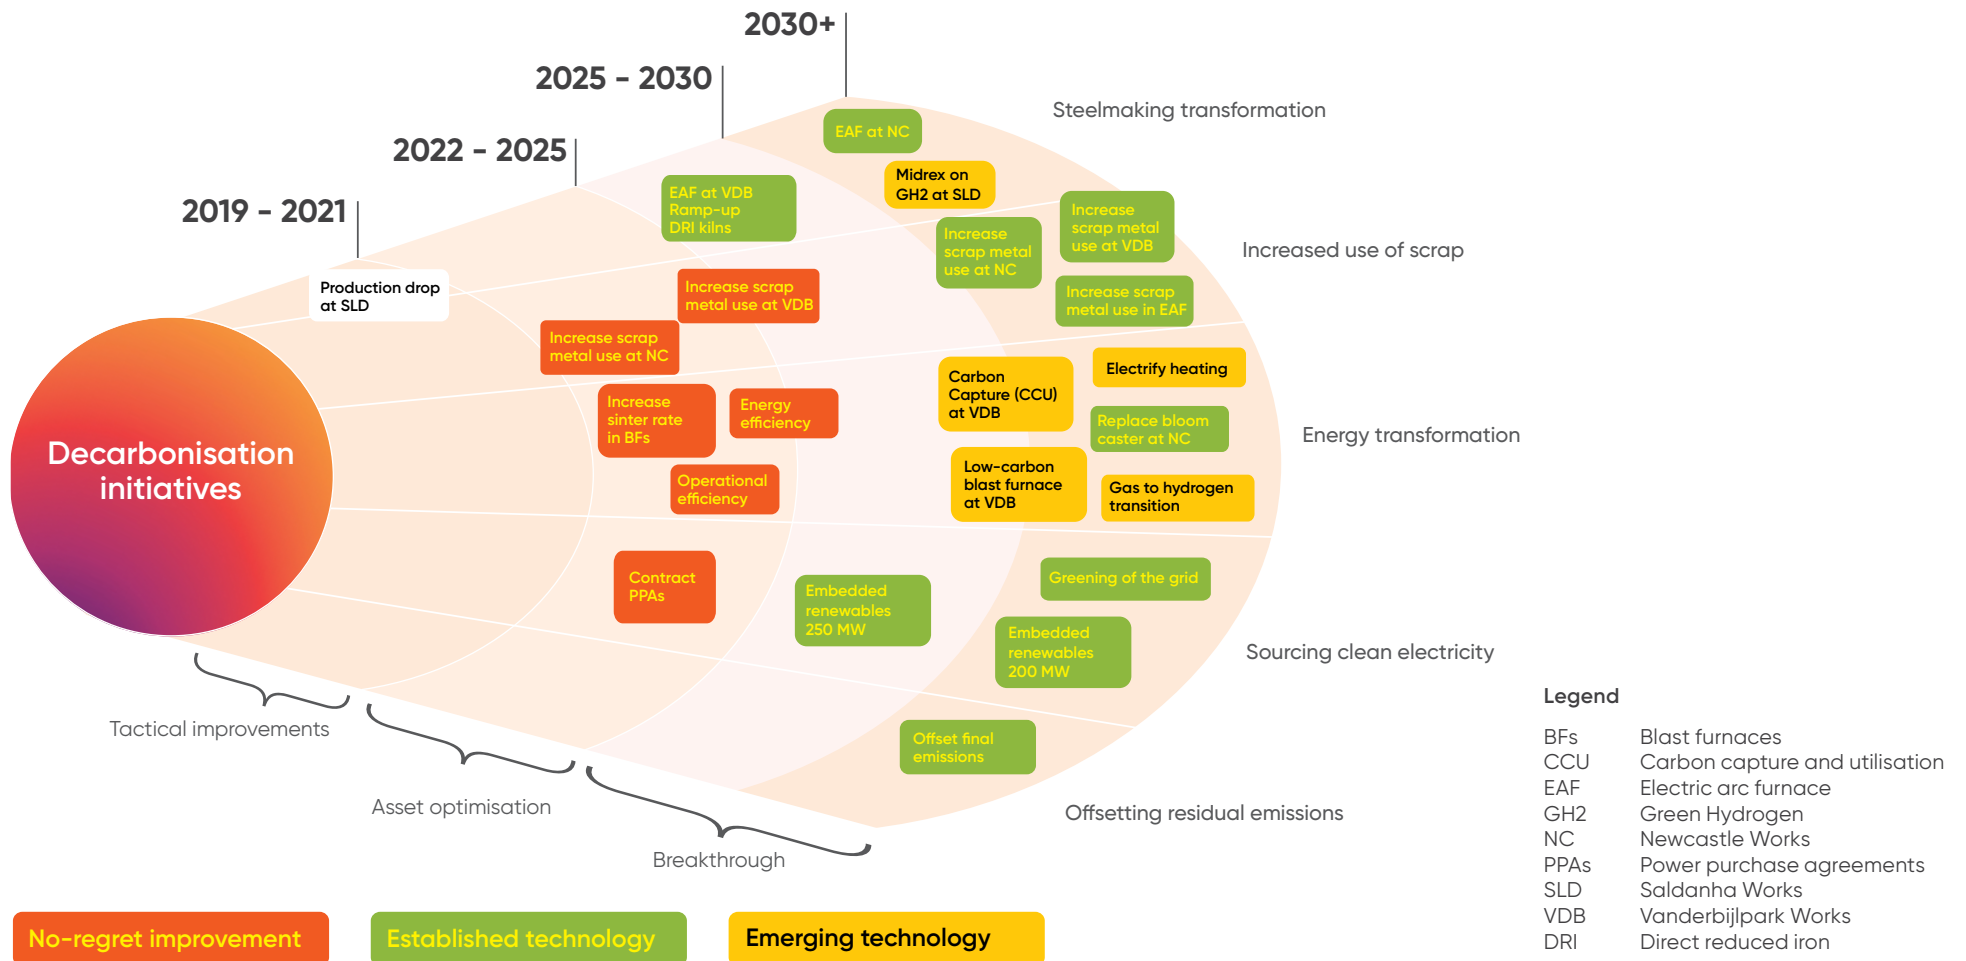 2030+
2025 - 2030
2022 - 2025
2019 - 2021
Steelmaking transformation
Increased use of scrap
Energy transformation
Sourcing clean electricity
Offsetting residual emissions
Decarbonisation
initiatives
Production drop
at SLD
EAF at VDB
Ramp-up
DRI kilns
EAF at NC
Midrex on
GH2 at SLD
Increase scrap
metal use at VDB
Increase scrap
metal use at NC
Increase
scrap metal
use at NC
Increase
scrap metal
use at VDB
Increase scrap
metal use in EAF
Increase
sinter rate
in BFs
Energy
efficiency
Operational
efficiency
Carbon
Capture (CCU)
at VDB
Electrify heating
Replace bloom
caster at NC
Low-carbon
blast furnace
at VDB
Gas to hydrogen
transition
Contract
PPAs
Embedded
renewables
250 MW
Greening of the grid
Embedded
renewables
200 MW
Offset final
emissions
Tactical improvements
Asset optimisation
Breakthrough
No-regret improvement
Established technology
Emerging technology
Legend
BFs Blast furnaces
CCU Carbon capture and utilisation
EAF Electric arc furnace
GH2 Green Hydrogen
NC Newcastle Works
PPAs Power purchase agreements
SLD Saldanha Works
VDB Vanderbijlpark Works
DRI Direct reduced iron